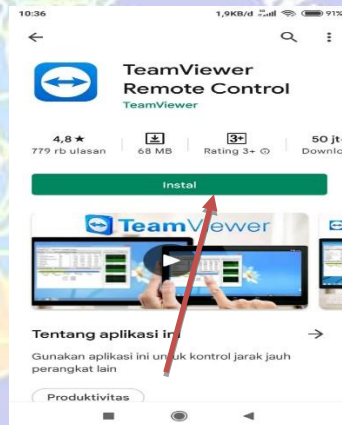 10:36 1,9KB/d 91%
TeamViewer
Remote Control
TeamViewer
4,8★ 3+ 50 jt
779 rb ulasan 68 MB Rating 3+ Downlo
Instal
TeamViewer
Tentang aplikasi ini
Gunakan aplikasi ini untuk kontrol jarak jauh
perangkat lain
Produktivitas